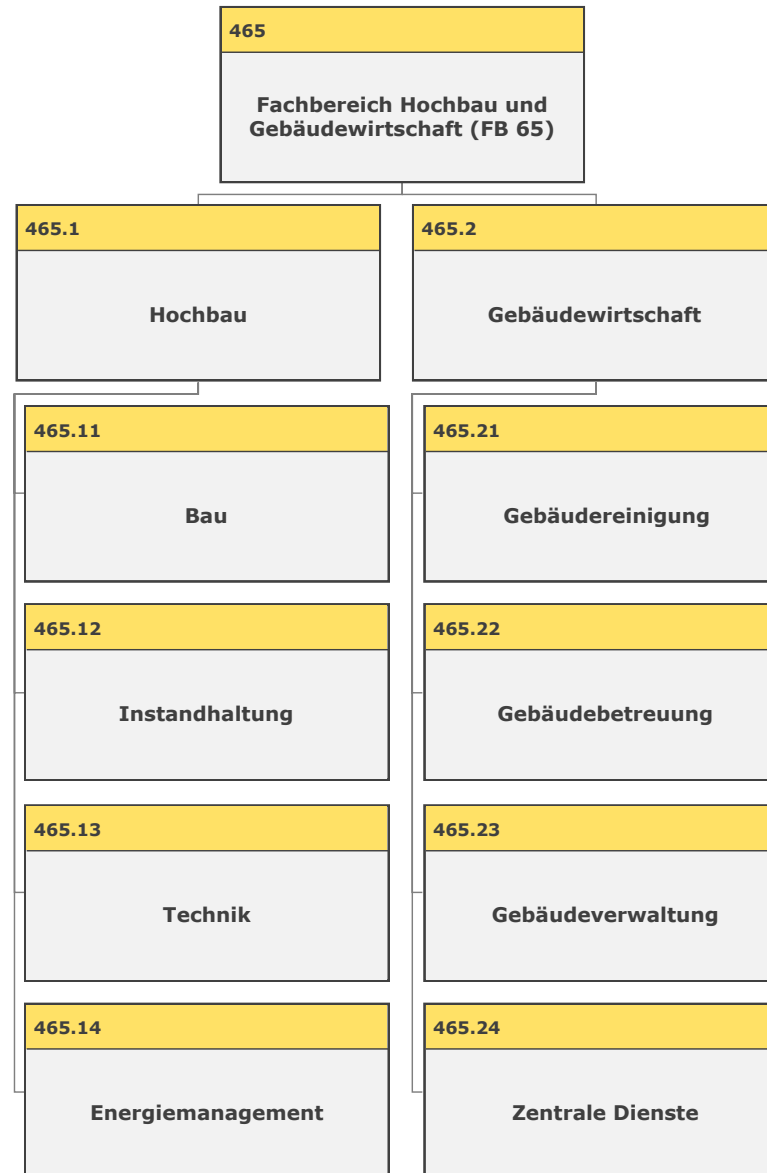 465
Fachbereich Hochbau und
Gebäudewirtschaft (FB 65)
465.1
Hochbau
465.2
Gebäudewirtschaft
465.11
Bau
465.12
Instandhaltung
465.13
Technik
465.14
Energiemanagement
465.21
Gebäudereinigung
465.22
Gebäudebetreuung
465.23
Gebäudeverwaltung
465.24
Zentrale Dienste